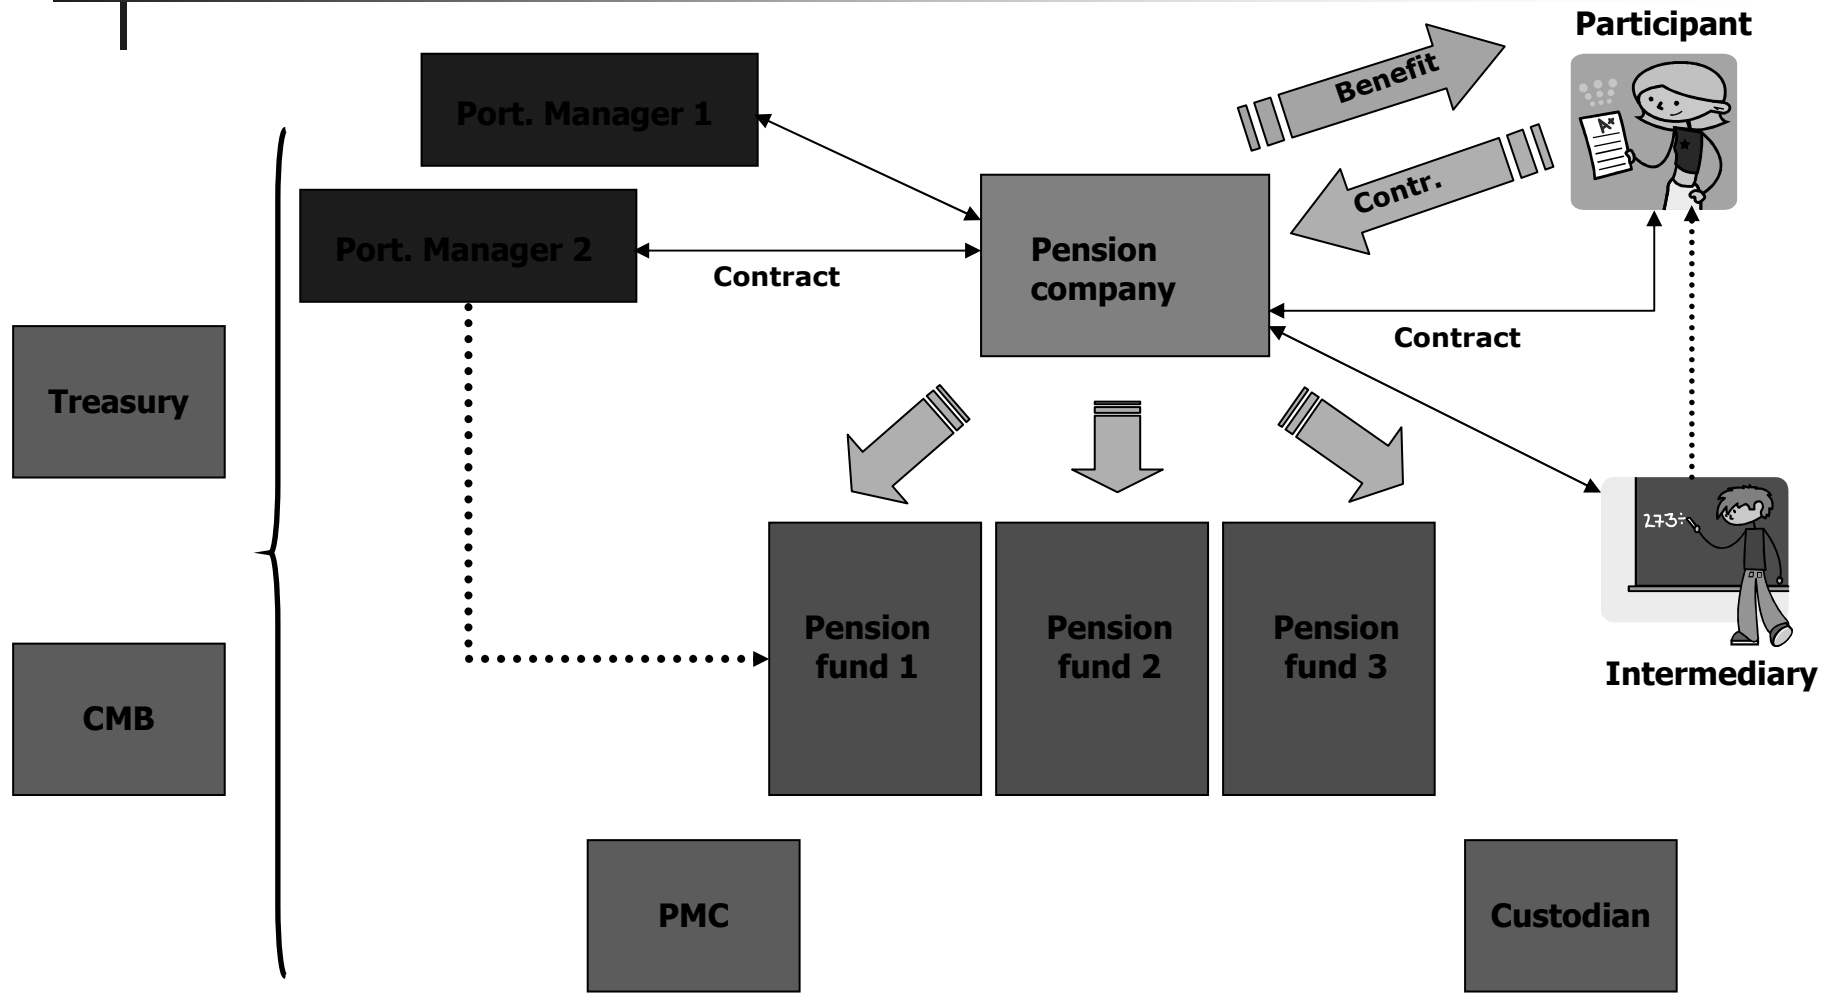 Participant
Benefit
Port. Manager 1
Contr.
Port. Manager 2
Contract
Pension
company
Contract
Treasury
A+
273÷
Pension
fund 1
Pension
fund 2
Pension
fund 3
Intermediary
CMB
PMC
Custodian